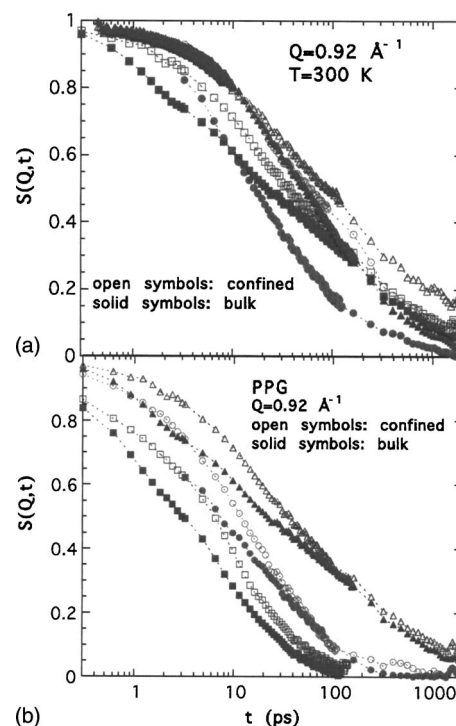 1
0.8
0.6
0.4
0.2
0
S(Q,t)
Q=0.92 Å⁻¹
T=300 K
open symbols: confined
solid symbols: bulk
(a)
0.8
0.6
0.4
0.2
0
S(Q,t)
PPG
Q=0.92 Å⁻¹
open symbols: confined
solid symbols: bulk
1 10 100 1000
t (ps)
(b)